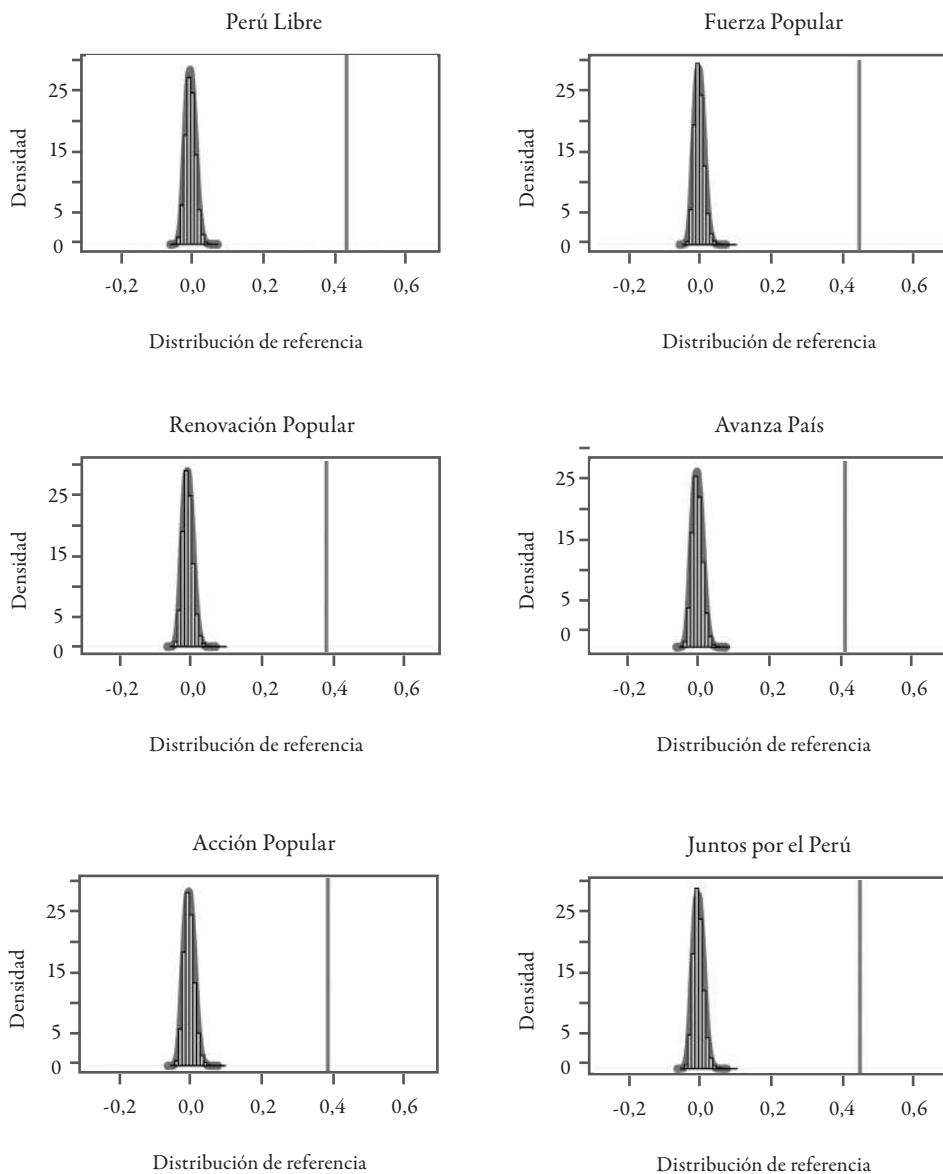 Perú Libre
Densidad
25
15
5
0
-0,2 0,0 0,2 0,4 0,6
Distribución de referencia
Fuerza Popular
Densidad
25
15
5
0
-0,2 0,0 0,2 0,4 0,6
Distribución de referencia
Renovación Popular
Densidad
25
15
5
0
-0,2 0,0 0,2 0,4 0,6
Distribución de referencia
Avanza País
Densidad
25
15
5
0
-0,2 0,0 0,2 0,4 0,6
Distribución de referencia
Acción Popular
Densidad
25
15
5
0
-0,2 0,0 0,2 0,4 0,6
Distribución de referencia
Juntos por el Perú
Densidad
25
15
5
0
-0,2 0,0 0,2 0,4 0,6
Distribución de referencia